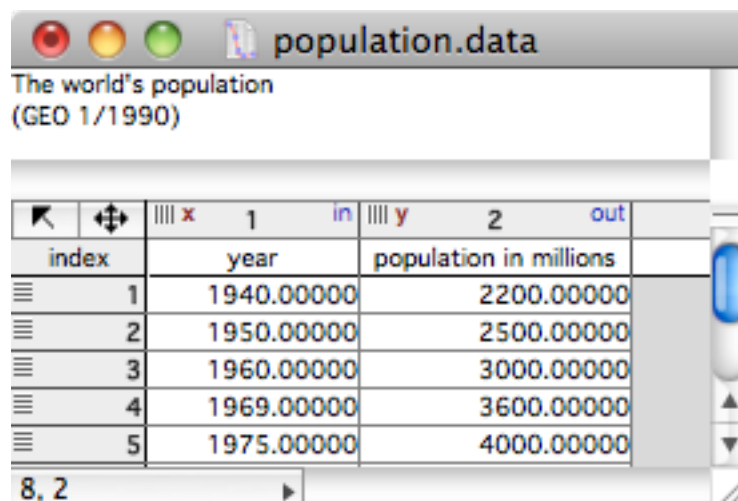 population.data
The world's population
(GEO 1/1990)
x 1 in y 2 out
index year population in millions
1 1940.00000 2200.00000
2 1950.00000 2500.00000
3 1960.00000 3000.00000
4 1969.00000 3600.00000
5 1975.00000 4000.00000
8, 2